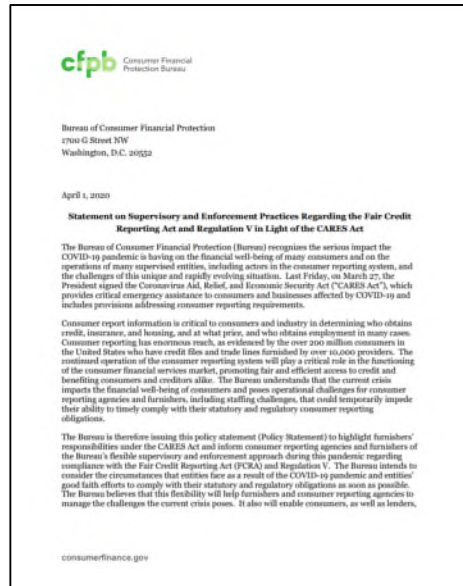 cfpb Consumer Financial
Protection Bureau
Bureau of Consumer Financial Protection
1700 G Street NW
Washington, D.C. 20552
April 1, 2020
Statement on Supervisory and Enforcement Practices Regarding the Fair Credit
Reporting Act and Regulation V in Light of the CARES Act
The Bureau of Consumer Financial Protection (Bureau) recognizes the serious impact the
COVID-19 pandemic is having on the financial well-being of many consumers and on the
operations of many supervised entities, including actors in the consumer reporting system, and
the challenges of this unique and rapidly evolving situation. Last Friday, on March 27, the
President signed the Coronavirus Aid, Relief, and Economic Security Act ("CARES Act"), which
provides critical emergency assistance to consumers and businesses affected by COVID-19 and
includes provisions addressing consumer reporting requirements.
Consumer report information is critical to consumers and industry in determining who obtains
credit, insurance, and housing, and at what price, and who obtains employment in many cases.
Consumer reporting has enormous reach, as evidenced by the over 200 million consumers in
the United States who have credit files and trade lines furnished by over 10,000 providers. The
continued operation of the consumer reporting system will play a critical role in the functioning
of the consumer financial services market, promoting fair and efficient access to credit and
benefiting consumers and creditors alike. The Bureau understands that the current crisis
impacts the financial well-being of consumers and poses operational challenges for consumer
reporting agencies and furnishers, including staffing challenges, that could temporarily impede
their ability to timely comply with their statutory and regulatory consumer reporting
obligations.
The Bureau is therefore issuing this policy statement (Policy Statement) to highlight furnishers'
responsibilities under the CARES Act and inform consumer reporting agencies and furnishers of
the Bureau's flexible supervisory and enforcement approach during this pandemic regarding
compliance with the Fair Credit Reporting Act (FCRA) and Regulation V. The Bureau intends to
consider the circumstances that entities face as a result of the COVID-19 pandemic and entities'
good faith efforts to comply with their statutory and regulatory obligations as soon as possible.
The Bureau believes that this flexibility will help furnishers and consumer reporting agencies to
manage the challenges the current crisis poses. It also will enable consumers, as well as lenders,
consumerfinance.gov